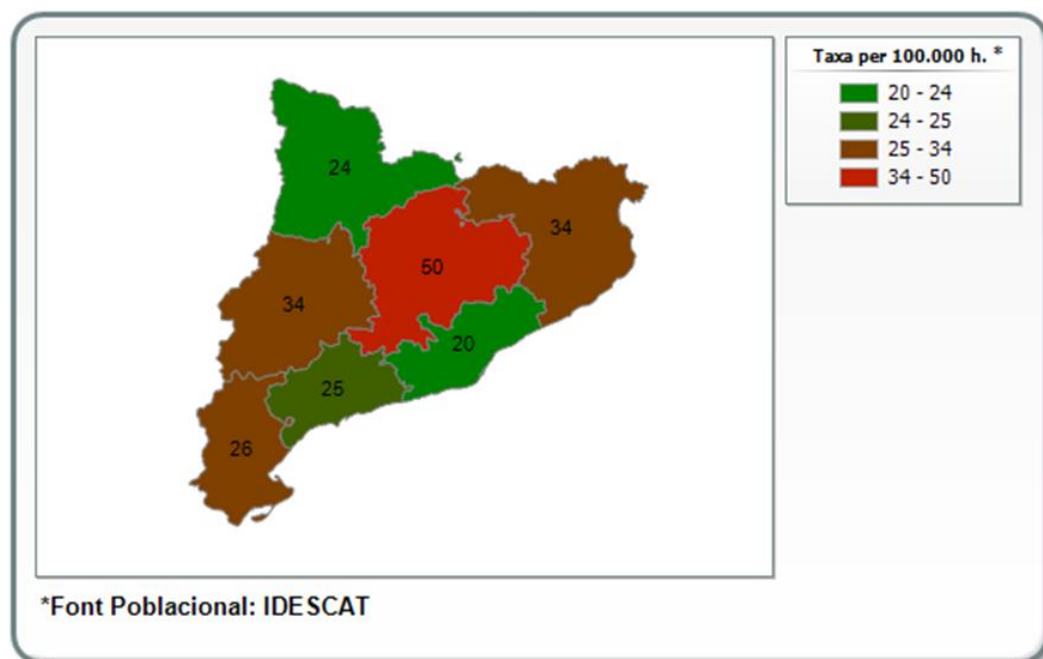 Taxa per 100.000 h. *
20 - 24
24 - 25
25 - 34
34 - 50
24
34
50
34
20
25
26
*Font Poblacional: IDESCAT